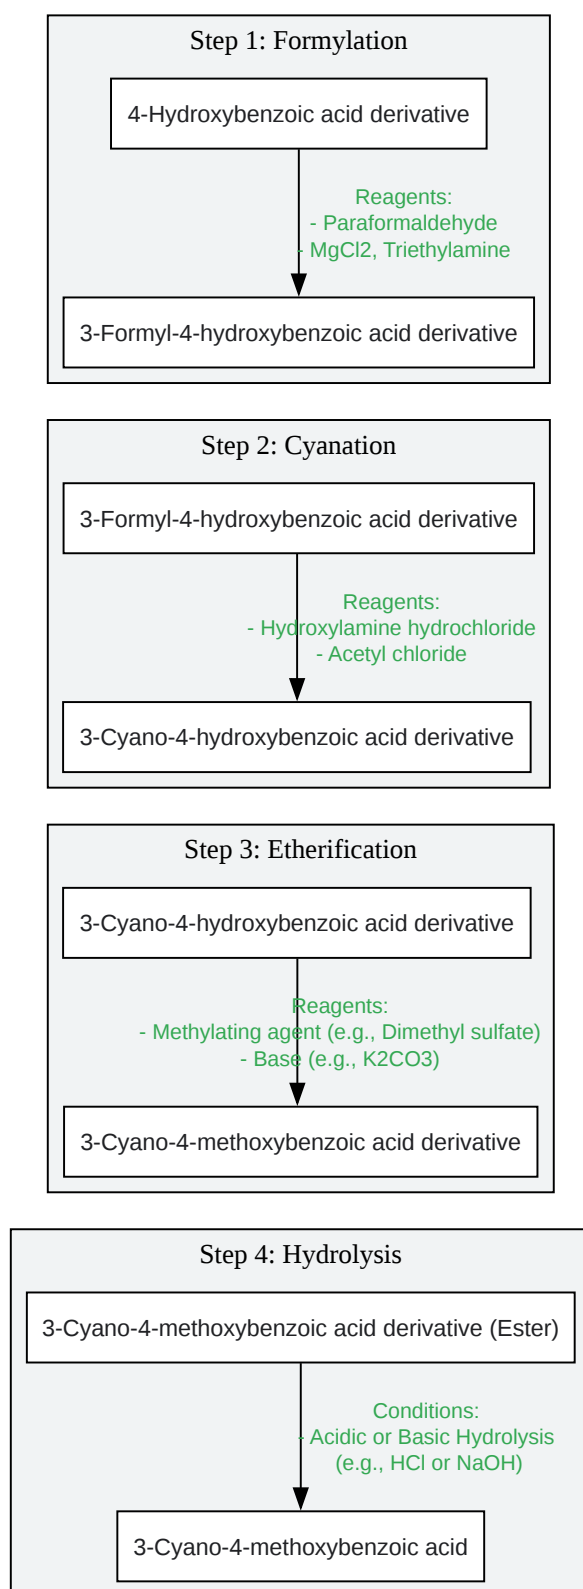 Step 1: Formylation
4-Hydroxybenzoic acid derivative
Reagents:
- Paraformaldehyde
- MgCl2, Triethylamine
3-Formyl-4-hydroxybenzoic acid derivative
Step 2: Cyanation
3-Formyl-4-hydroxybenzoic acid derivative
Reagents:
- Hydroxylamine hydrochloride
- Acetyl chloride
3-Cyano-4-hydroxybenzoic acid derivative
Step 3: Etherification
3-Cyano-4-hydroxybenzoic acid derivative
Reagents:
- Methylating agent (e.g., Dimethyl sulfate)
- Base (e.g., K2CO3)
3-Cyano-4-methoxybenzoic acid derivative
Step 4: Hydrolysis
3-Cyano-4-methoxybenzoic acid derivative (Ester)
Conditions:
- Acidic or Basic Hydrolysis
(e.g., HCl or NaOH)
3-Cyano-4-methoxybenzoic acid